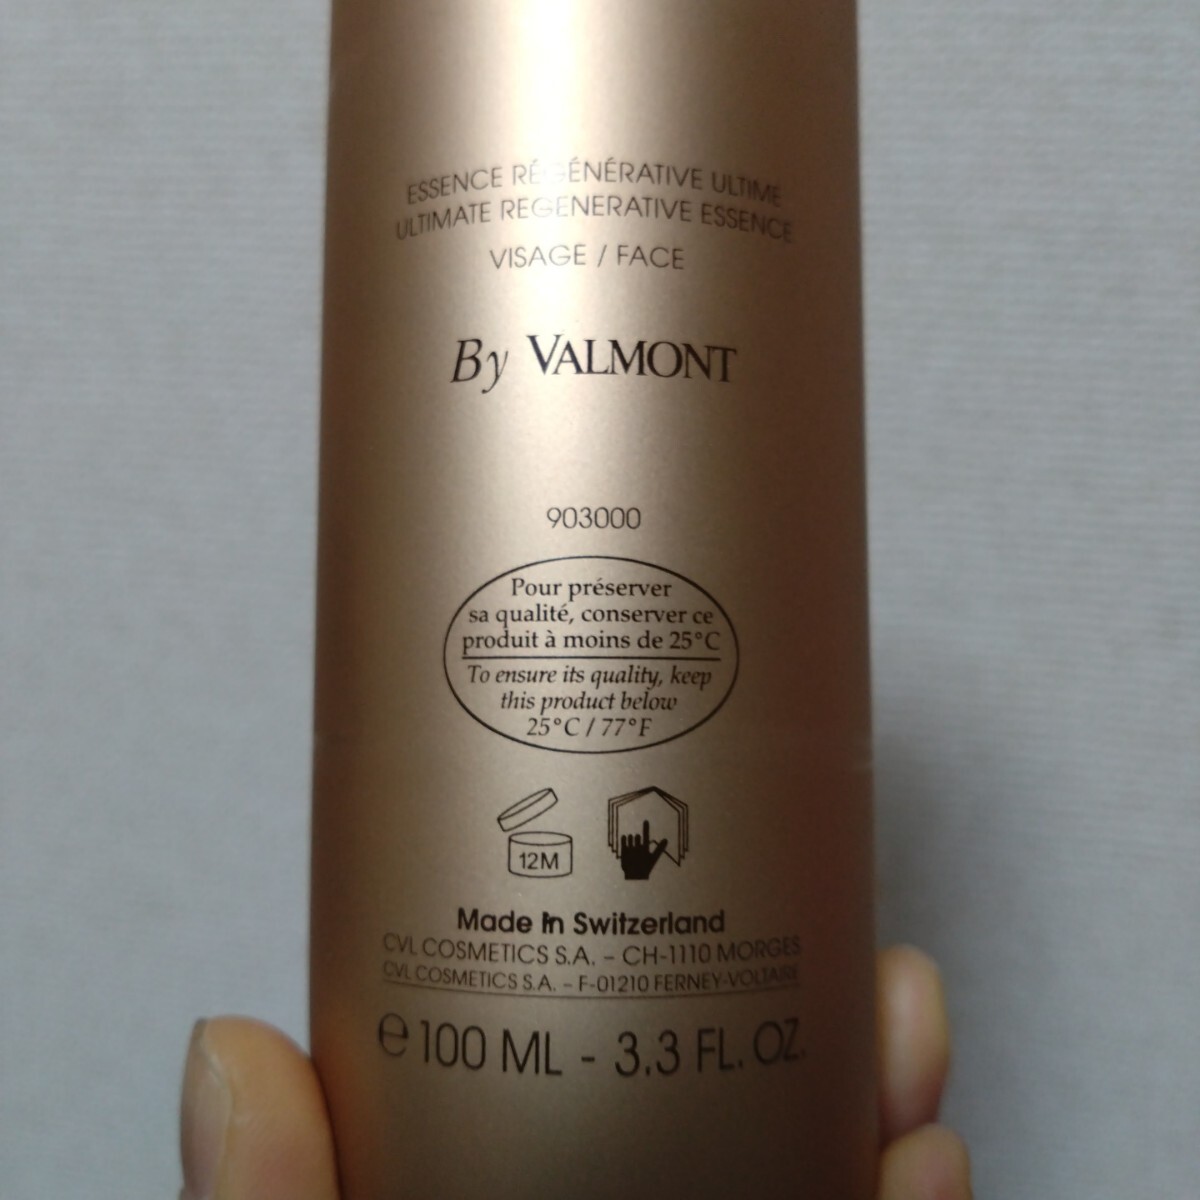 ESSENCE RÉGÉNÉRATIVE ULTIME
ULTIMATE REGENERATIVE ESSENCE
VISAGE / FACE
By VALMONT
903000
Pour préserver
sa qualité, conserver ce
produit à moins de 25°C
To ensure its quality, keep
this product below
25°C / 77°F
12M
Made In Switzerland
CVL COSMETICS S.A. – CH-1110 MORGES
CVL COSMETICS S.A. – F-01210 FERNEY-VOLTAIRE
℮ 100 ML - 3.3 FL. OZ.